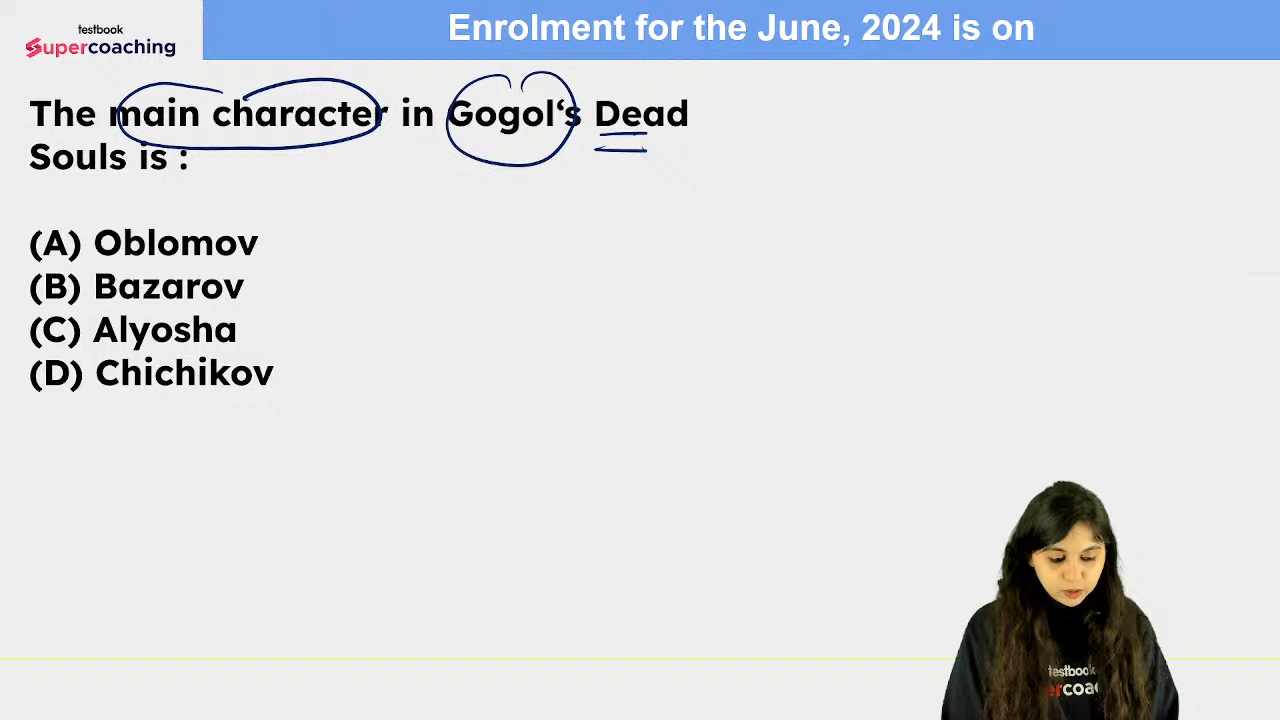 testbook
Supercoaching
Enrolment for the June, 2024 is on
The main character in Gogol‘s Dead
Souls is :
(A) Oblomov
(B) Bazarov
(C) Alyosha
(D) Chichikov
testbook
ercoac